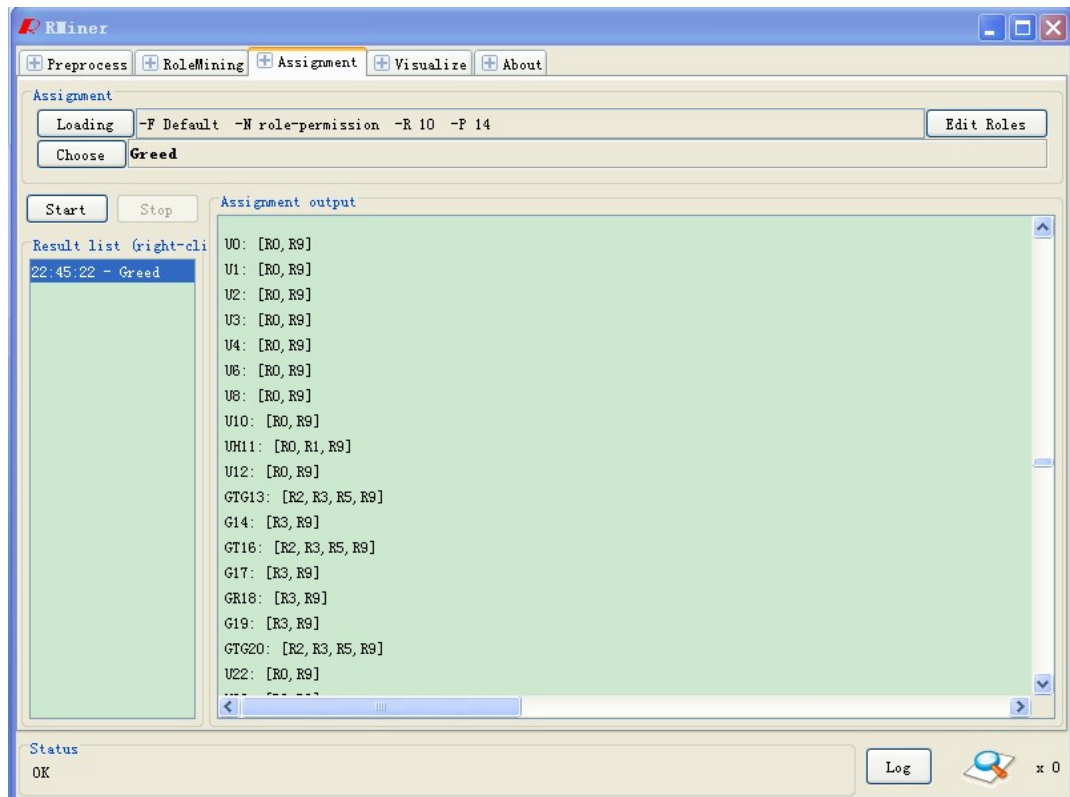 RMiner
Preprocess RoleMining Assignment Visualize About
Assignment
Loading -F Default -N role-permission -R 10 -P 14 Edit Roles
Choose Greed
Start Stop
Assignment output
Result list (right-cli
22:45:22 - Greed
U0: [R0, R9]
U1: [R0, R9]
U2: [R0, R9]
U3: [R0, R9]
U4: [R0, R9]
U6: [R0, R9]
U8: [R0, R9]
U10: [R0, R9]
UH11: [R0, R1, R9]
U12: [R0, R9]
GTG13: [R2, R3, R5, R9]
G14: [R3, R9]
GT16: [R2, R3, R5, R9]
G17: [R3, R9]
GR18: [R3, R9]
G19: [R3, R9]
GTG20: [R2, R3, R5, R9]
U22: [R0, R9]
Status
OK
Log
x 0